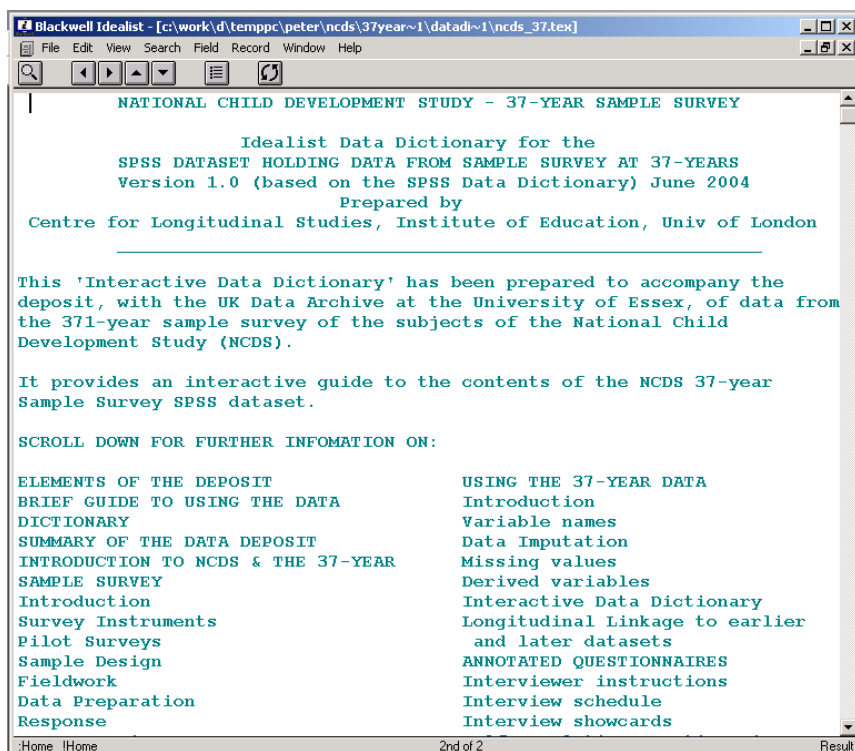 Blackwell Idealist - [c:\work\d\temppc\peter\ncds\37year~1\datadi~1\ncds_37.tex]
File Edit View Search Field Record Window Help
NATIONAL CHILD DEVELOPMENT STUDY - 37-YEAR SAMPLE SURVEY
Idealist Data Dictionary for the
SPSS DATASET HOLDING DATA FROM SAMPLE SURVEY AT 37-YEARS
Version 1.0 (based on the SPSS Data Dictionary) June 2004
Prepared by
Centre for Longitudinal Studies, Institute of Education, Univ of London
This 'Interactive Data Dictionary' has been prepared to accompany the
deposit, with the UK Data Archive at the University of Essex, of data from
the 371-year sample survey of the subjects of the National Child
Development Study (NCDS).
It provides an interactive guide to the contents of the NCDS 37-year
Sample Survey SPSS dataset.
SCROLL DOWN FOR FURTHER INFOMATION ON:
ELEMENTS OF THE DEPOSIT
BRIEF GUIDE TO USING THE DATA
DICTIONARY
SUMMARY OF THE DATA DEPOSIT
INTRODUCTION TO NCDS & THE 37-YEAR
SAMPLE SURVEY
Introduction
Survey Instruments
Pilot Surveys
Sample Design
Fieldwork
Data Preparation
Response
USING THE 37-YEAR DATA
Introduction
Variable names
Data Imputation
Missing values
Derived variables
Interactive Data Dictionary
Longitudinal Linkage to earlier
and later datasets
ANNOTATED QUESTIONNAIRES
Interviewer instructions
Interview schedule
Interview showcards
:Home !Home 2nd of 2 Result